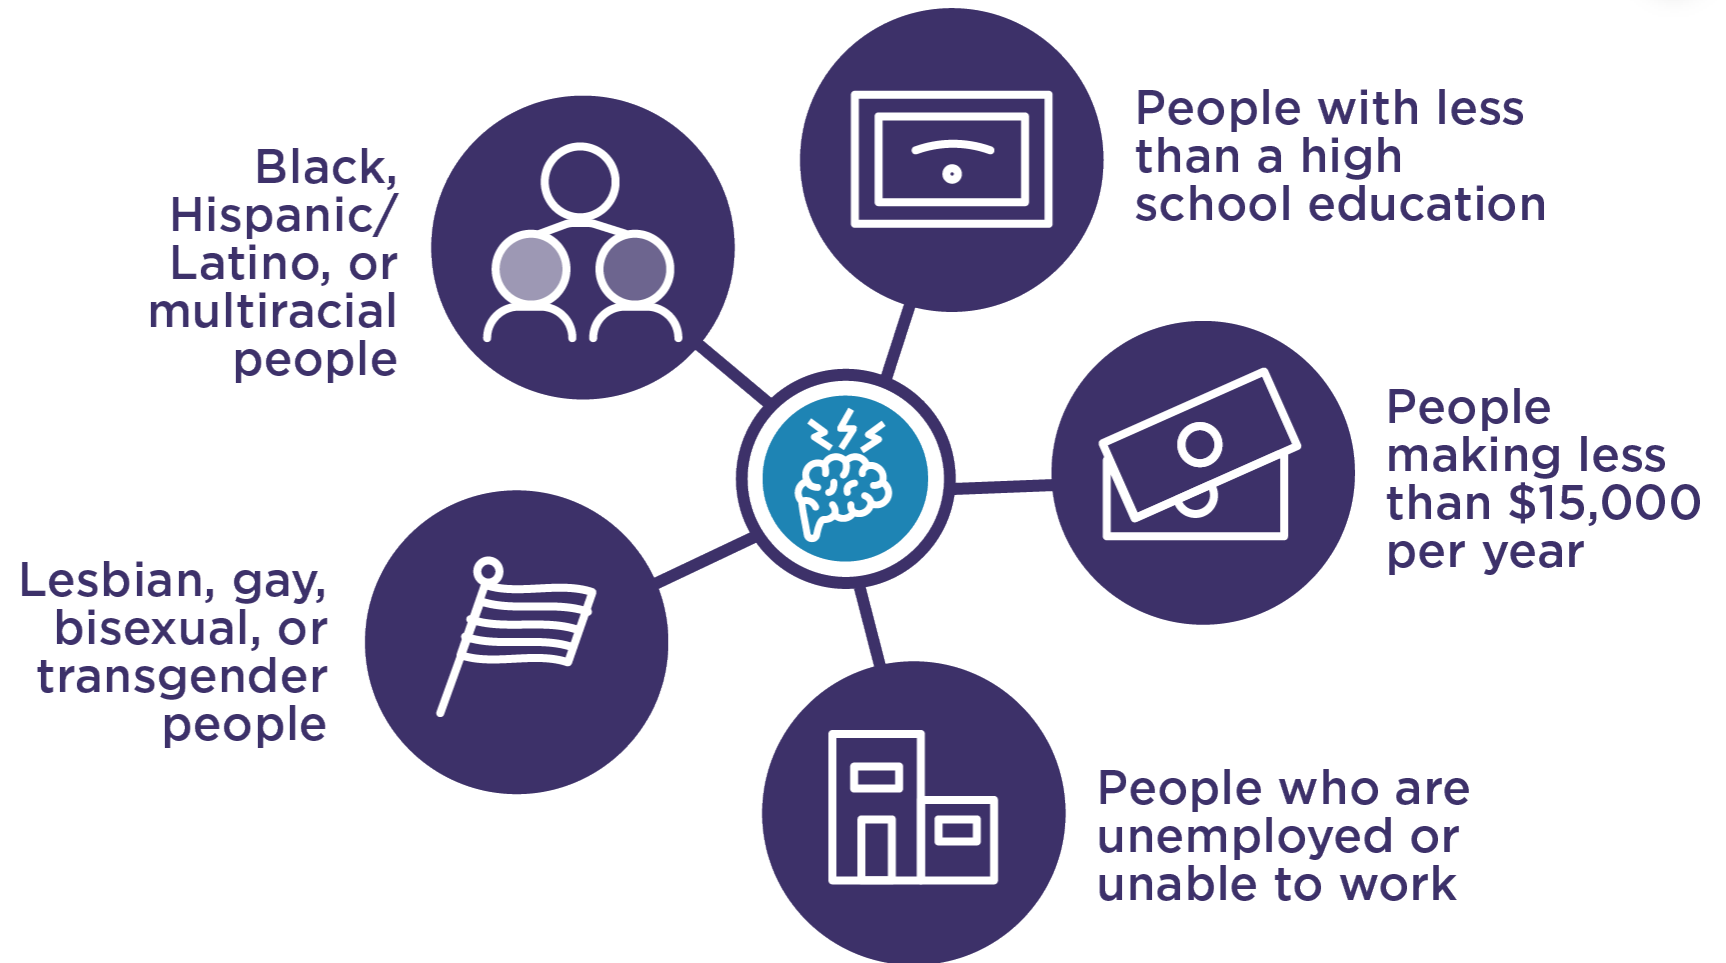 Black,
Hispanic/
Latino, or
multiracial
people
People with less
than a high
school education
People
making less
than $15,000
per year
Lesbian, gay,
bisexual, or
transgender
people
People who are
unemployed or
unable to work